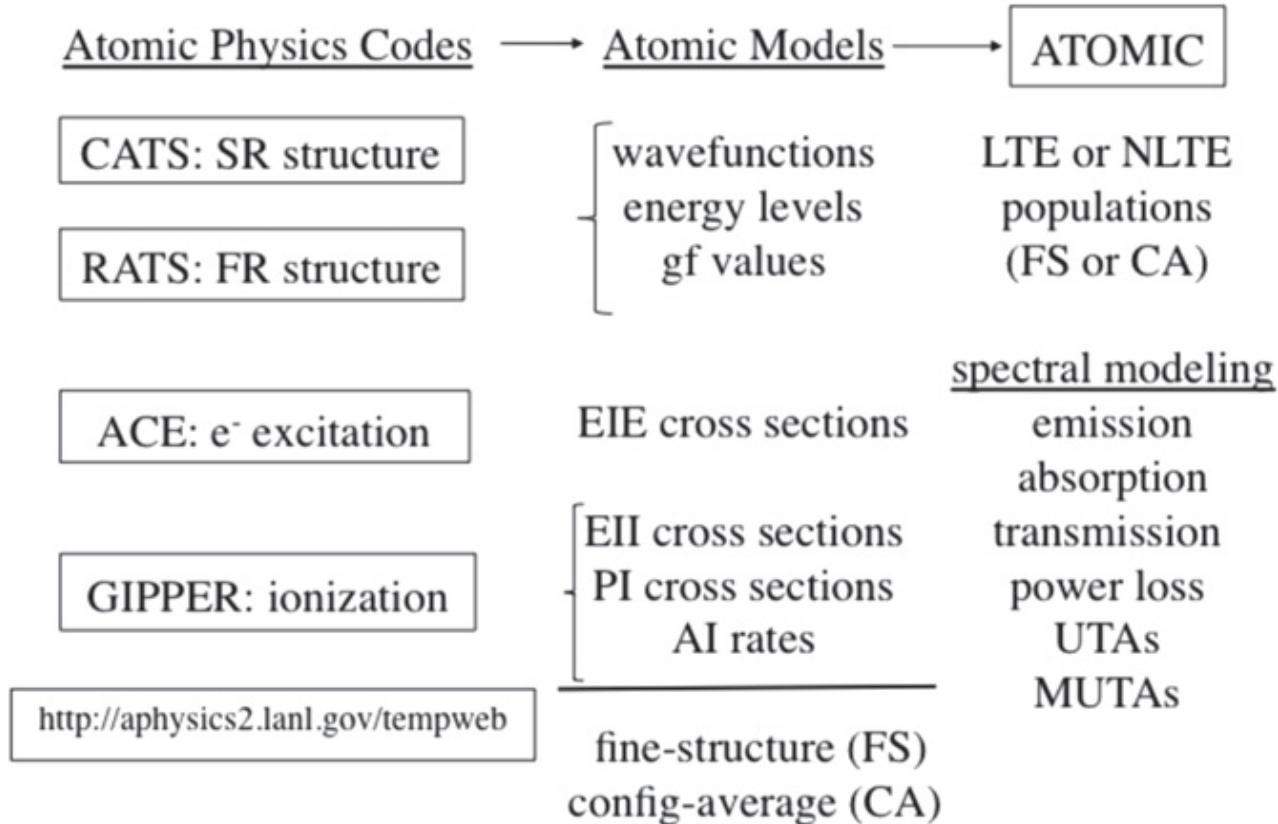 Atomic Physics Codes
Atomic Models
ATOMIC
CATS: SR structure
RATS: FR structure
wavefunctions
energy levels
gf values
LTE or NLTE
populations
(FS or CA)
ACE: e⁻ excitation
EIE cross sections
GIPPER: ionization
EII cross sections
PI cross sections
AI rates
spectral modeling
emission
absorption
transmission
power loss
UTAs
MUTAs
http://aphysics2.lanl.gov/tempweb
fine-structure (FS)
config-average (CA)